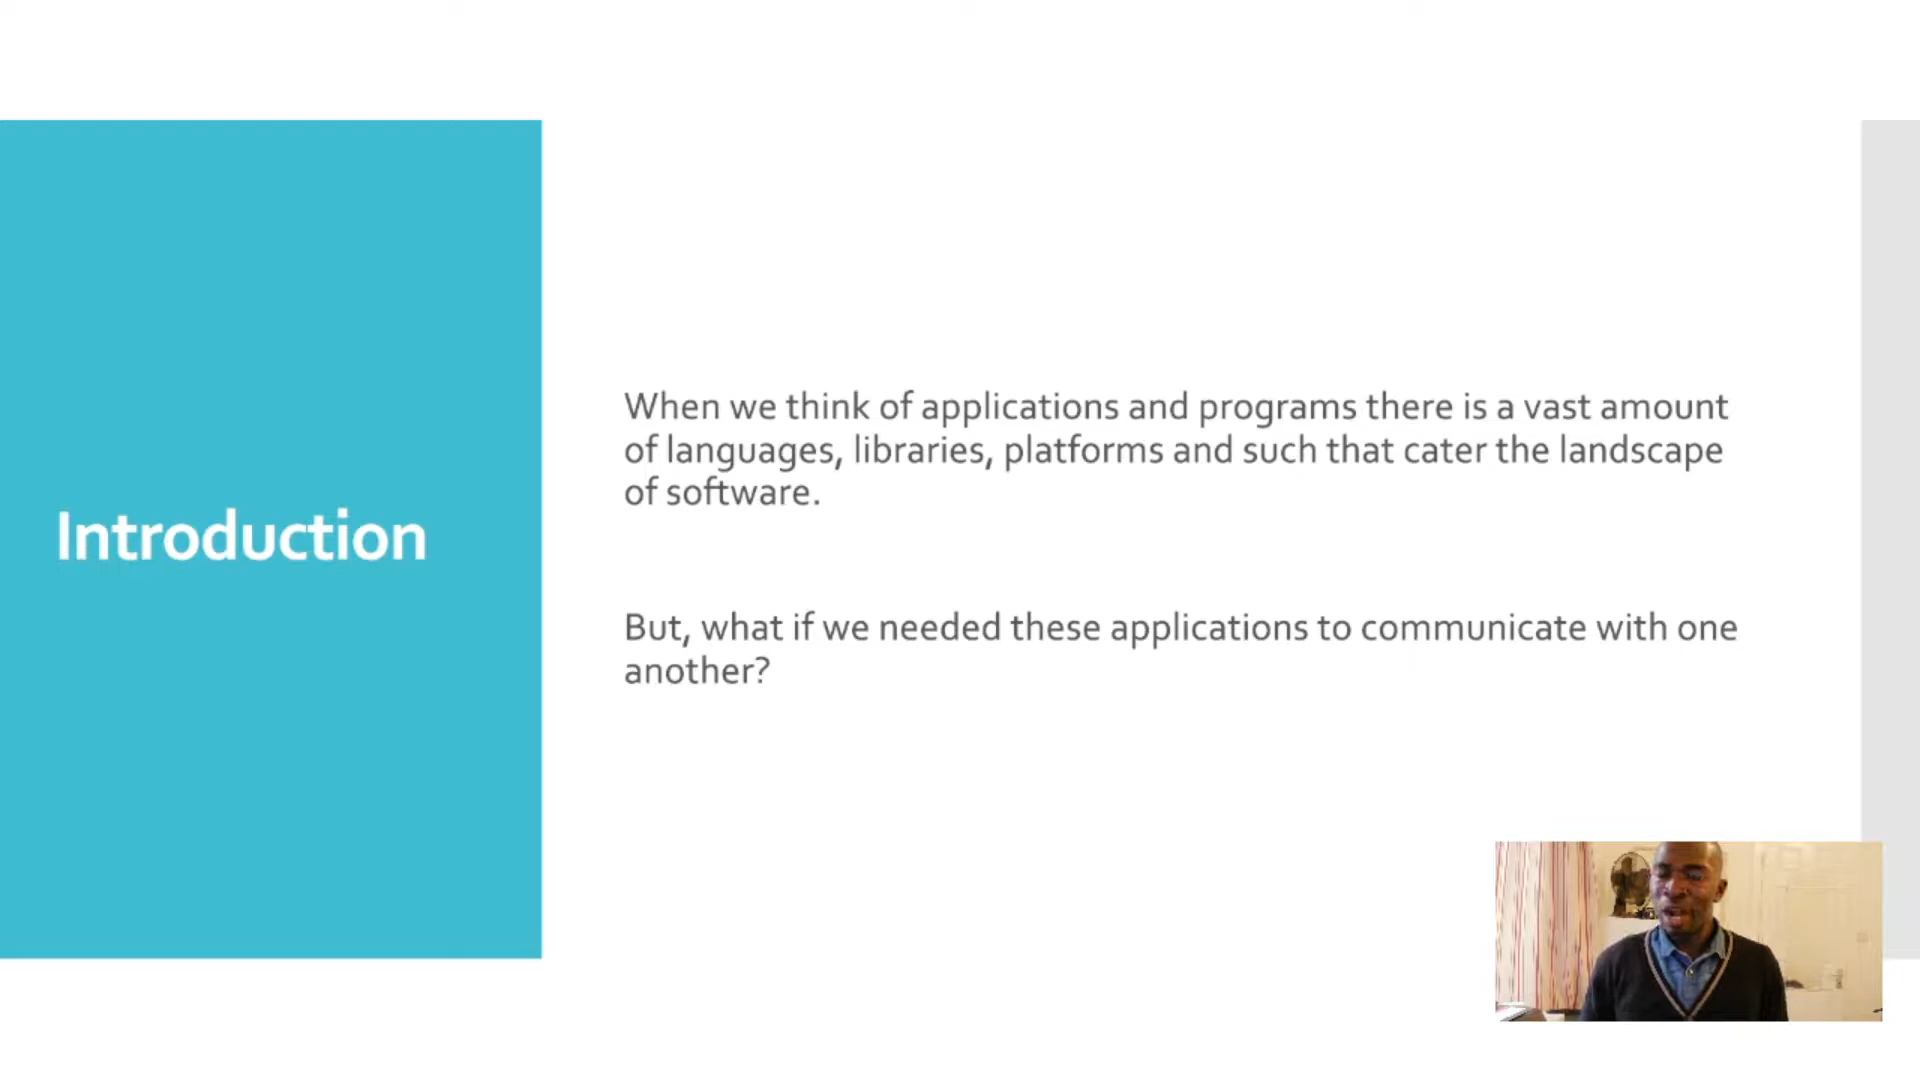 Introduction
When we think of applications and programs there is a vast amount
of languages, libraries, platforms and such that cater the landscape
of software.
But, what if we needed these applications to communicate with one
another?